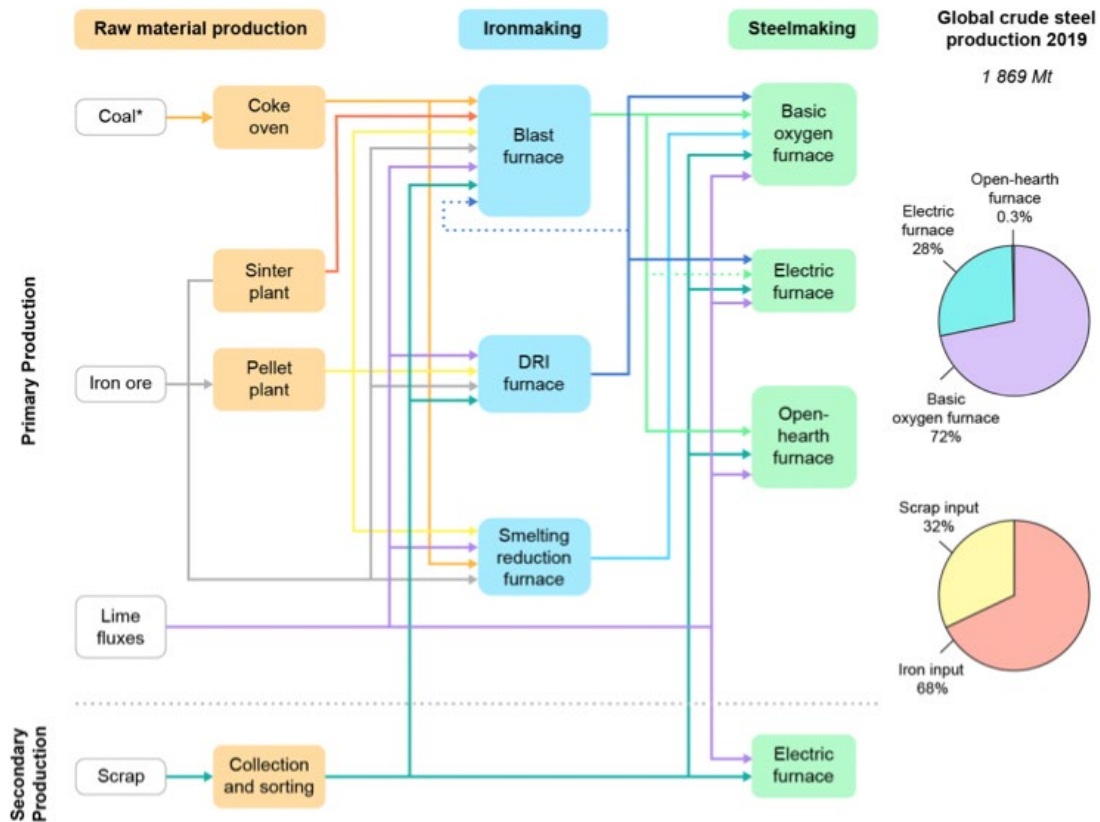 Raw material production
Ironmaking
Steelmaking
Global crude steel
production 2019
1 869 Mt
Primary Production
Coal*
Coke
oven
Blast
furnace
Basic
oxygen
furnace
Sinter
plant
Electric
furnace
Iron ore
Pellet
plant
DRI
furnace
Open-
hearth
furnace
Smelting
reduction
furnace
Lime
fluxes
Open-hearth
furnace
0.3%
Electric
furnace
28%
Basic
oxygen furnace
72%
Scrap input
32%
Iron input
68%
Secondary
Production
Scrap
Collection
and sorting
Electric
furnace